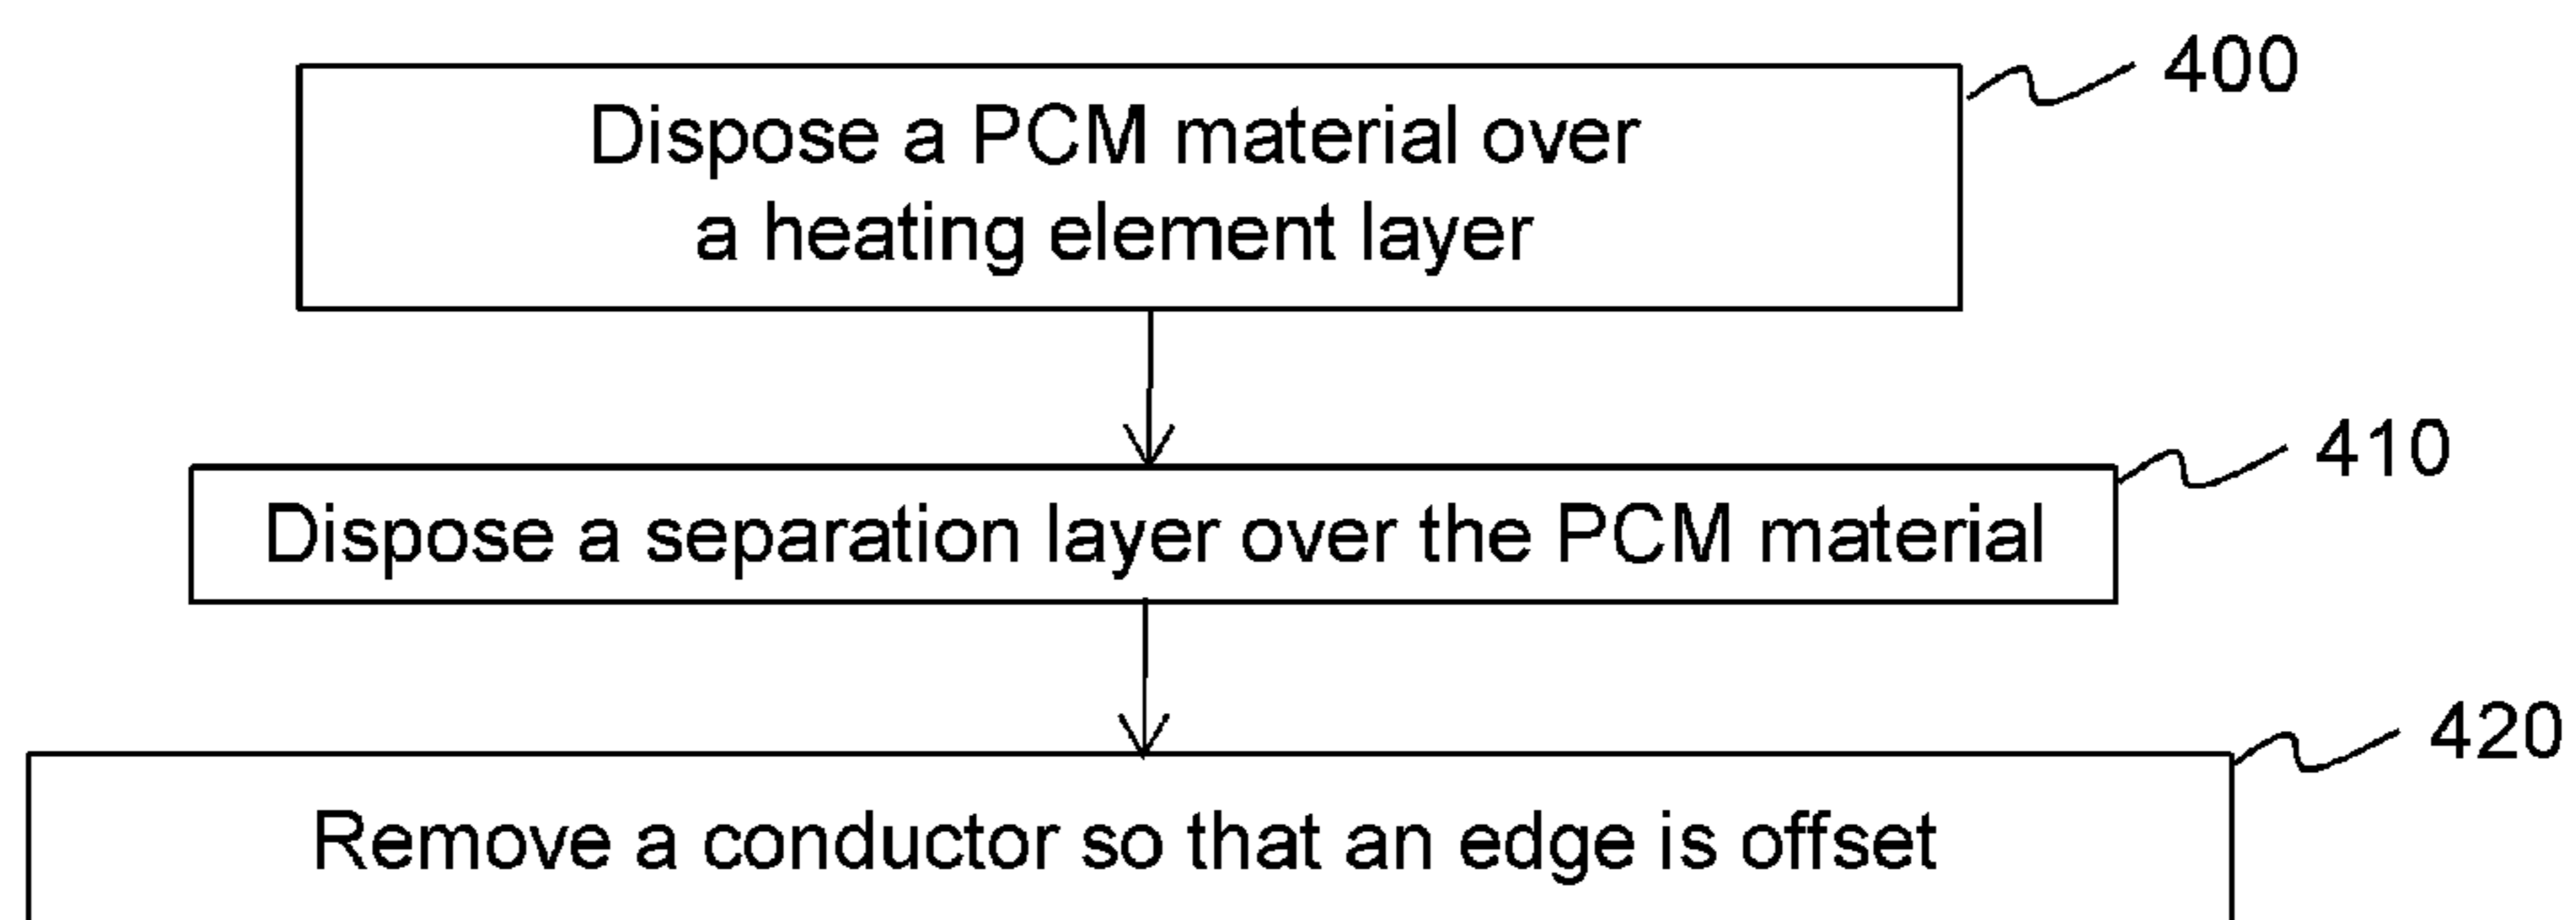 400
Dispose a PCM material over
a heating element layer
410
Dispose a separation layer over the PCM material
420
Remove a conductor so that an edge is offset